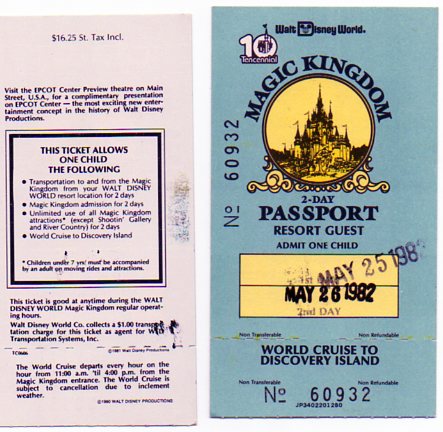 $16.25 St. Tax Incl.
Visit the EPCOT Center Preview theatre on Main
Street, U.S.A., for a complimentary presentation
on EPCOT Center — the most exciting new enter-
tainment concept in the history of Walt Disney
Productions.
THIS TICKET ALLOWS
ONE CHILD
THE FOLLOWING
• Transportation to and from the Magic
Kingdom from your WALT DISNEY
WORLD resort location for 2 days
• Magic Kingdom admission for 2 days
• Unlimited use of all Magic Kingdom
attractions* (except Shootin' Gallery
and River Country) for 2 days
• World Cruise to Discovery Island
* Children under 7 yrs. must be accompanied
by an adult on moving rides and attractions.
This ticket is good at anytime during the WALT
DISNEY WORLD Magic Kingdom regular operat-
ing hours.
Walt Disney World Co. collects a $1.00 transpor-
tation charge for this ticket as agent for
Transportation Systems, Inc.
©1981 Walt Disney Productions
The World Cruise departs every hour on the
hour from 11:00 a.m. 'til 4:00 p.m. from the
Magic Kingdom entrance. The World Cruise is
subject to cancellation due to inclement
weather.
©1980 WALT DISNEY PRODUCTIONS
Walt Disney World.
10
Tencennial
MAGIC KINGDOM
Nº 60932
2-DAY
PASSPORT
RESORT GUEST
ADMIT ONE CHILD
MAY 25 1982
MAY 26 1982
2nd DAY
Non Transferable Non Refundable
WORLD CRUISE TO
DISCOVERY ISLAND
Non Transferable Non Refundable
Nº 60932
JP3402201280